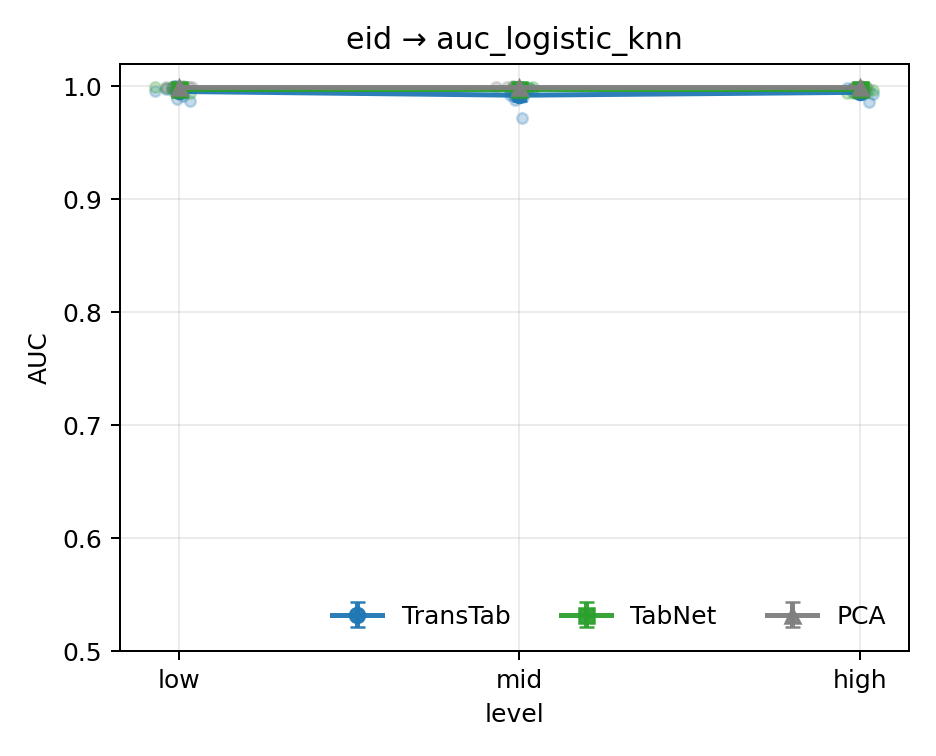 eid → auc_logistic_knn
1.0
0.9
0.8
0.7
0.6
0.5
AUC
TransTab TabNet PCA
low mid high
level